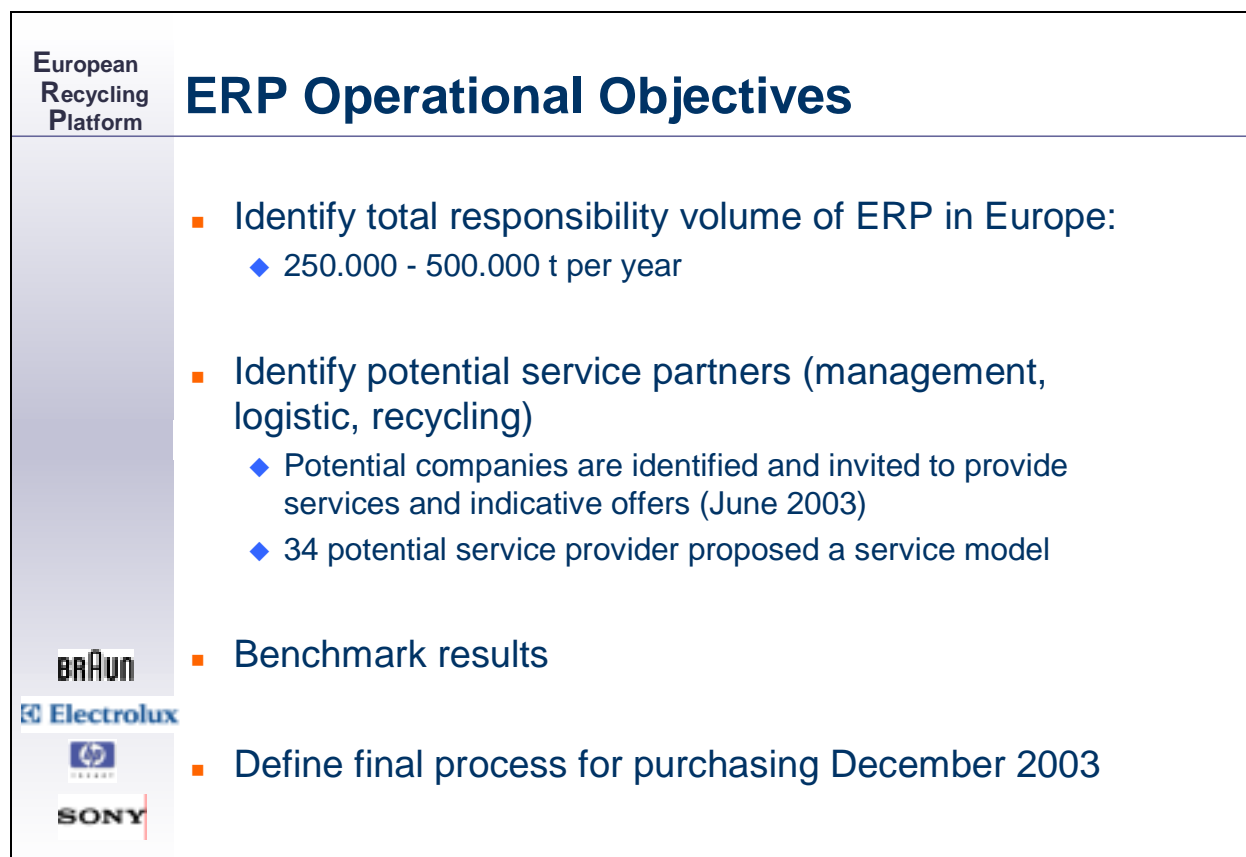 European
Recycling
Platform
ERP Operational Objectives
Identify total responsibility volume of ERP in Europe:
250.000 - 500.000 t per year
Identify potential service partners (management,
logistic, recycling)
Potential companies are identified and invited to provide
services and indicative offers (June 2003)
34 potential service provider proposed a service model
Benchmark results
Define final process for purchasing December 2003
BRAUN
Electrolux
hp
SONY